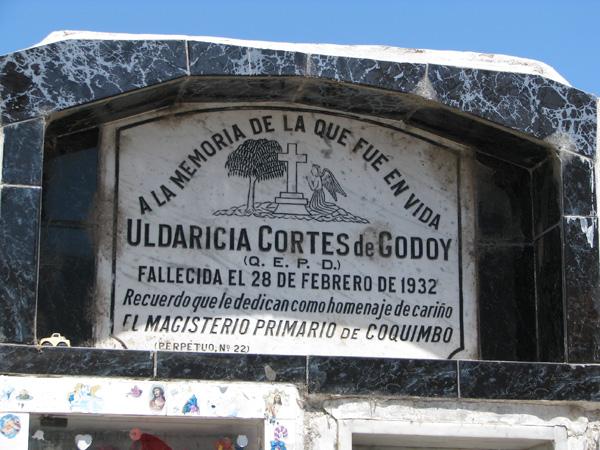 A LA MEMORIA DE LA QUE FUE EN VIDA
ULDARICIA CORTES de GODOY
(Q. E. P. D.)
FALLECIDA EL 28 DE FEBRERO DE 1932
Recuerdo que le dedican como homenaje de cariño
EL MAGISTERIO PRIMARIO DE COQUIMBO
(PERPÉTUO, Nº 22)